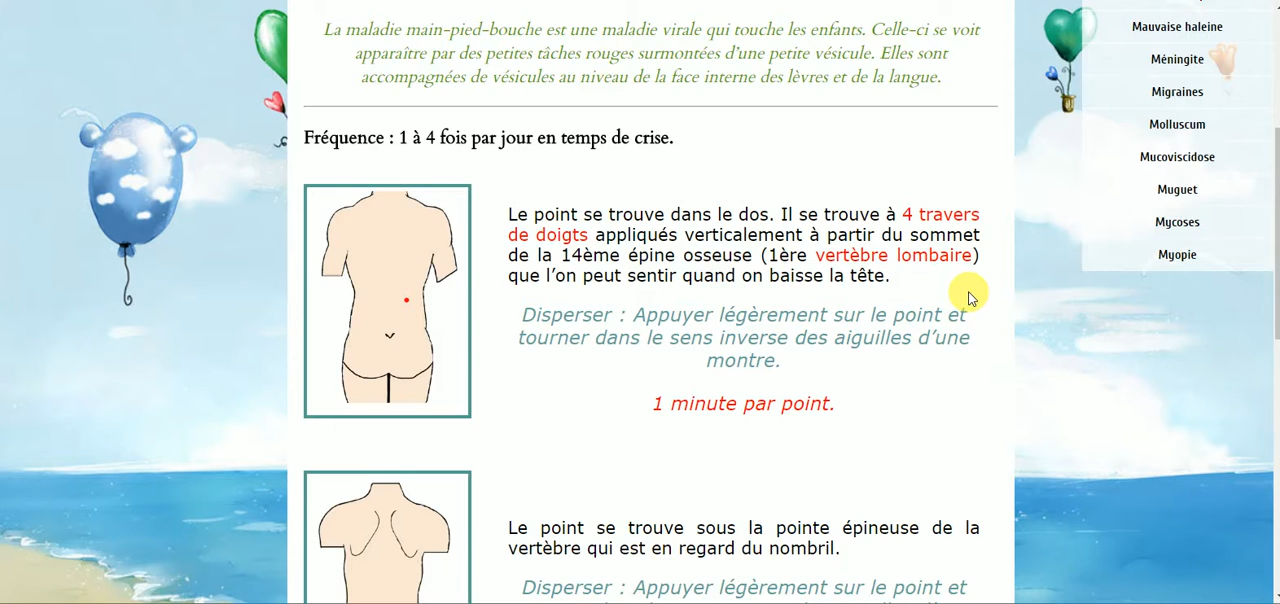 La maladie main-pied-bouche est une maladie virale qui touche les enfants. Celle-ci se voit
apparaître par des petites tâches rouges surmontées d'une petite vésicule. Elles sont
accompagnées de vésicules au niveau de la face interne des lèvres et de la langue.
Fréquence : 1 à 4 fois par jour en temps de crise.
Le point se trouve dans le dos. Il se trouve à 4 travers
de doigts appliqués verticalement à partir du sommet
de la 14ème épine osseuse (1ère vertèbre lombaire)
que l'on peut sentir quand on baisse la tête.
Disperser : Appuyer légèrement sur le point et
tourner dans le sens inverse des aiguilles d'une
montre.
1 minute par point.
Le point se trouve sous la pointe épineuse de la
vertèbre qui est en regard du nombril.
Disperser : Appuyer légèrement sur le point et
Mauvaise haleine
Méningite
Migraines
Molluscum
Mucoviscidose
Muguet
Mycoses
Myopie